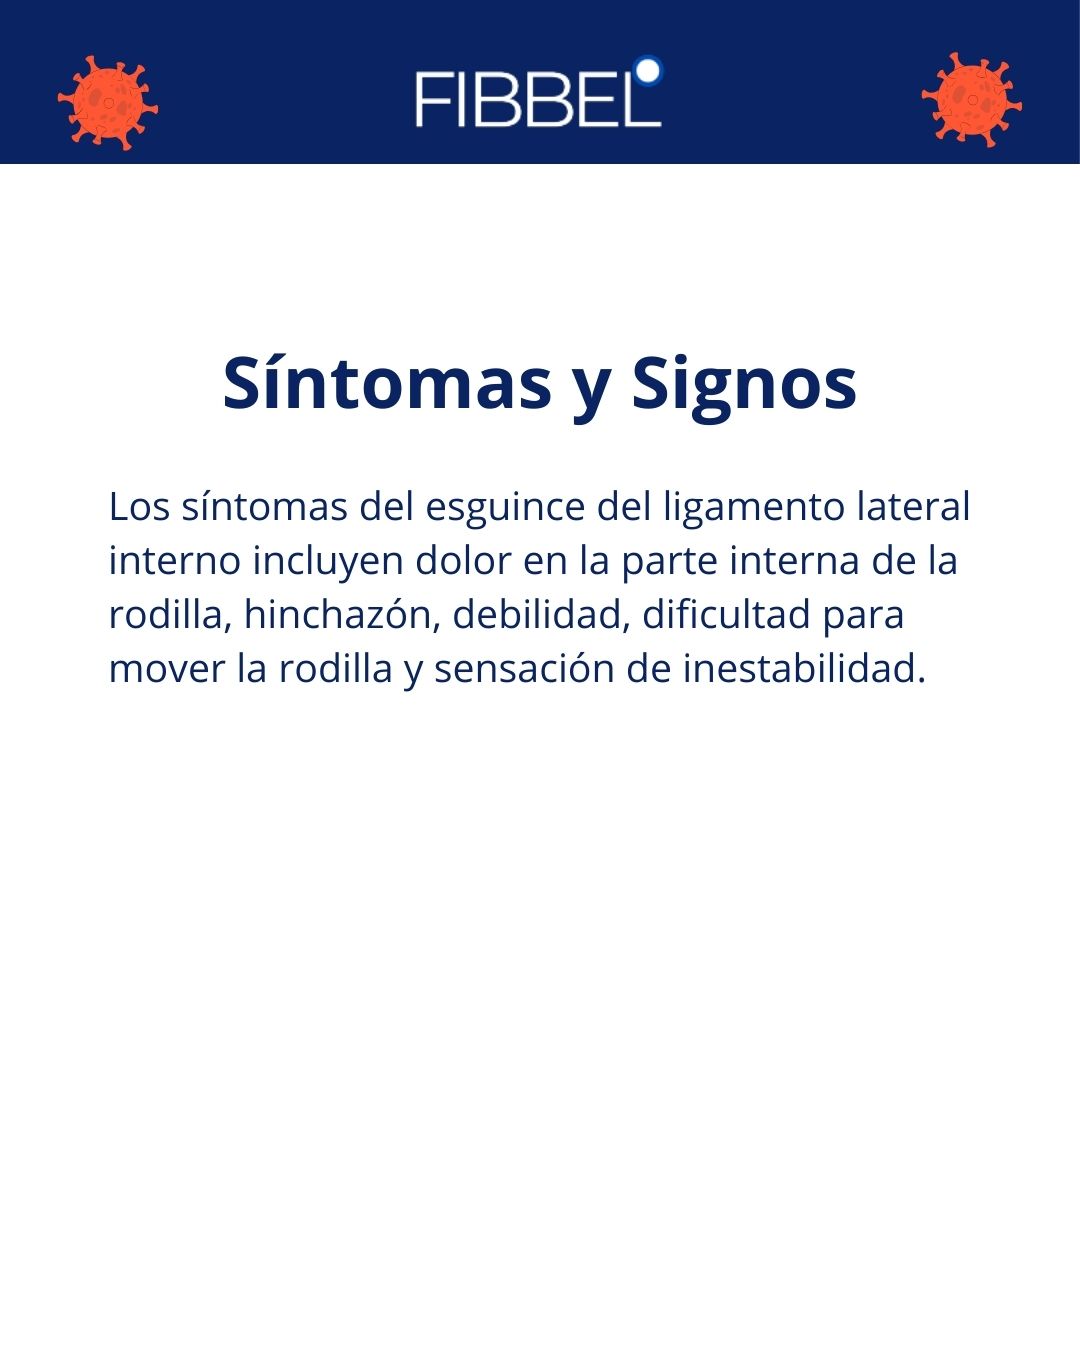 FIBBEL
Síntomas y Signos
Los síntomas del esguince del ligamento lateral
interno incluyen dolor en la parte interna de la
rodilla, hinchazón, debilidad, dificultad para
mover la rodilla y sensación de inestabilidad.